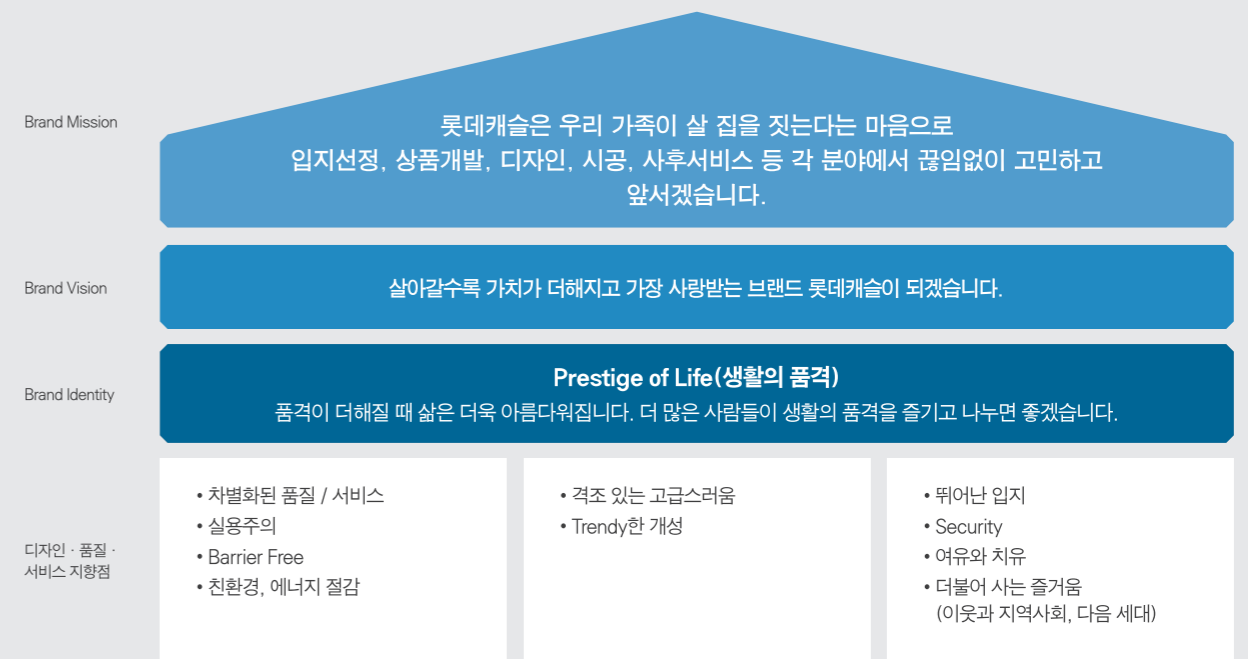 Brand Mission
롯데캐슬은 우리 가족이 살 집을 짓는다는 마음으로
입지선정, 상품개발, 디자인, 시공, 사후서비스 등 각 분야에서 끊임없이 고민하고
앞서겠습니다.
Brand Vision
살아갈수록 가치가 더해지고 가장 사랑받는 브랜드 롯데캐슬이 되겠습니다.
Brand Identity
Prestige of Life(생활의 품격)
품격이 더해질 때 삶은 더욱 아름다워집니다. 더 많은 사람들이 생활의 품격을 즐기고 나누면 좋겠습니다.
디자인 · 품질 ·
서비스 지향점
• 차별화된 품질 / 서비스
• 실용주의
• Barrier Free
• 친환경, 에너지 절감
• 격조 있는 고급스러움
• Trendy한 개성
• 뛰어난 입지
• Security
• 여유와 치유
• 더불어 사는 즐거움
(이웃과 지역사회, 다음 세대)